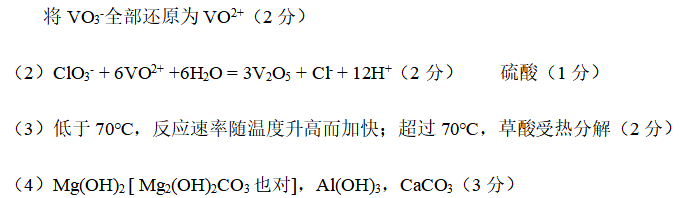 将 VO₃⁻全部还原为 VO²⁺（2 分）
（2）ClO₃⁻ + 6VO²⁺ +6H₂O = 3V₂O₅ + Cl⁻ + 12H⁺（2 分） 硫酸（1 分）
（3）低于 70℃，反应速率随温度升高而加快；超过 70℃，草酸受热分解（2 分）
（4）Mg(OH)₂ [ Mg₂(OH)₂CO₃ 也对]，Al(OH)₃，CaCO₃（3 分）